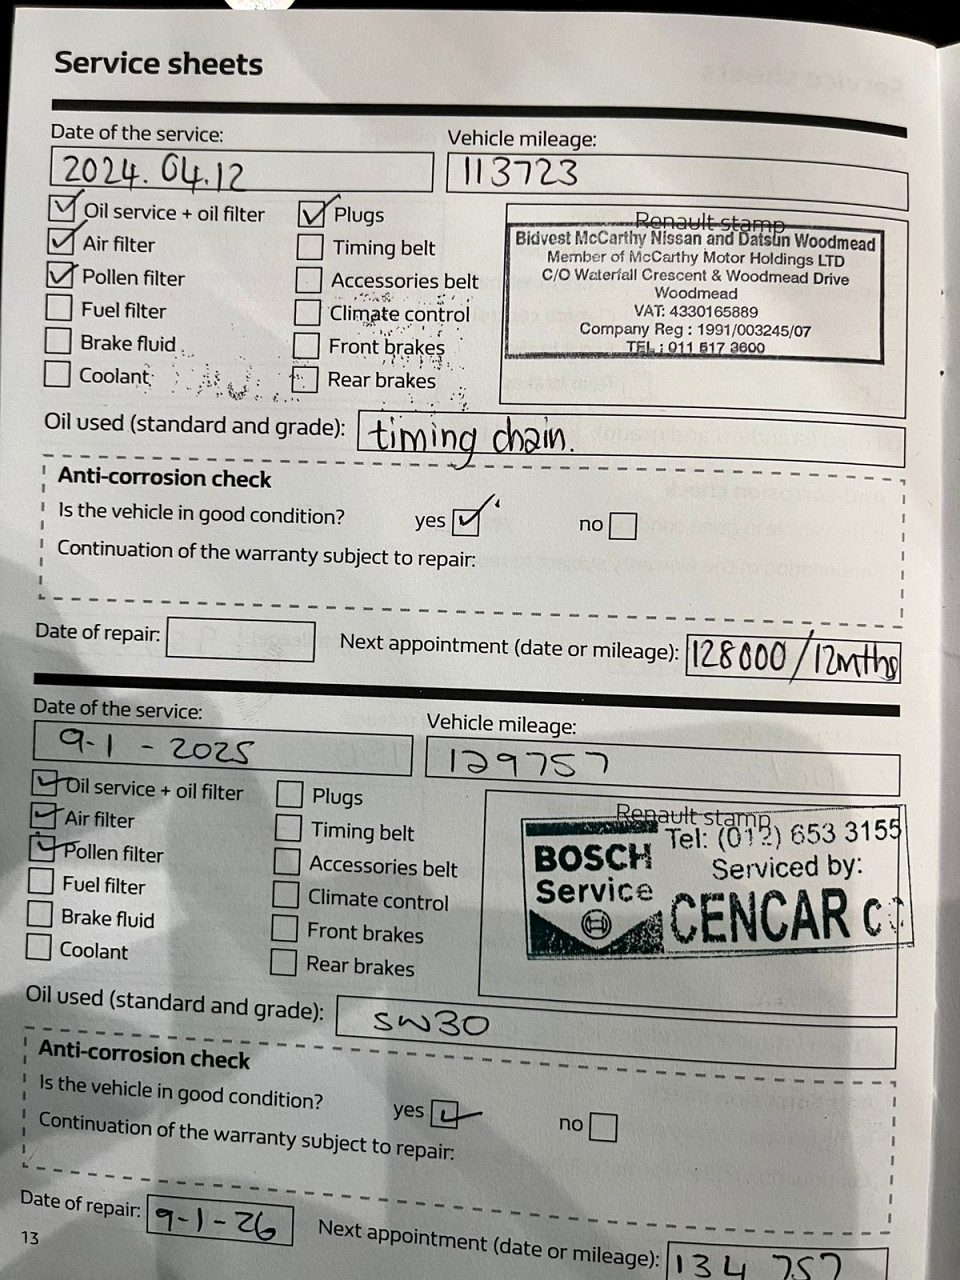 Service sheets
Date of the service: Vehicle mileage:
2024.04.12 113723
Oil service + oil filter Plugs
Air filter Timing belt
Pollen filter Accessories belt
Fuel filter Climate control
Brake fluid Front brakes
Coolant Rear brakes
Renault stamp
Bidvest McCarthy Nissan and Datsun Woodmead
Member of McCarthy Motor Holdings LTD
C/O Waterfall Crescent & Woodmead Drive
Woodmead
VAT: 4330165889
Company Reg : 1991/003245/07
TEL : 011 517 3600
Oil used (standard and grade): timing chain.
Anti-corrosion check
Is the vehicle in good condition? yes no
Continuation of the warranty subject to repair:
Date of repair: Next appointment (date or mileage): 128000/12mths
Date of the service: Vehicle mileage:
9-1-2025 129757
Oil service + oil filter Plugs
Air filter Timing belt
Pollen filter Accessories belt
Fuel filter Climate control
Brake fluid Front brakes
Coolant Rear brakes
Renault stamp
Tel: (012) 653 3155
BOSCH
Service
Serviced by:
CENCAR
Oil used (standard and grade): 5W30
Anti-corrosion check
Is the vehicle in good condition? yes no
Continuation of the warranty subject to repair:
Date of repair: 9-1-26 Next appointment (date or mileage): 134 757
13